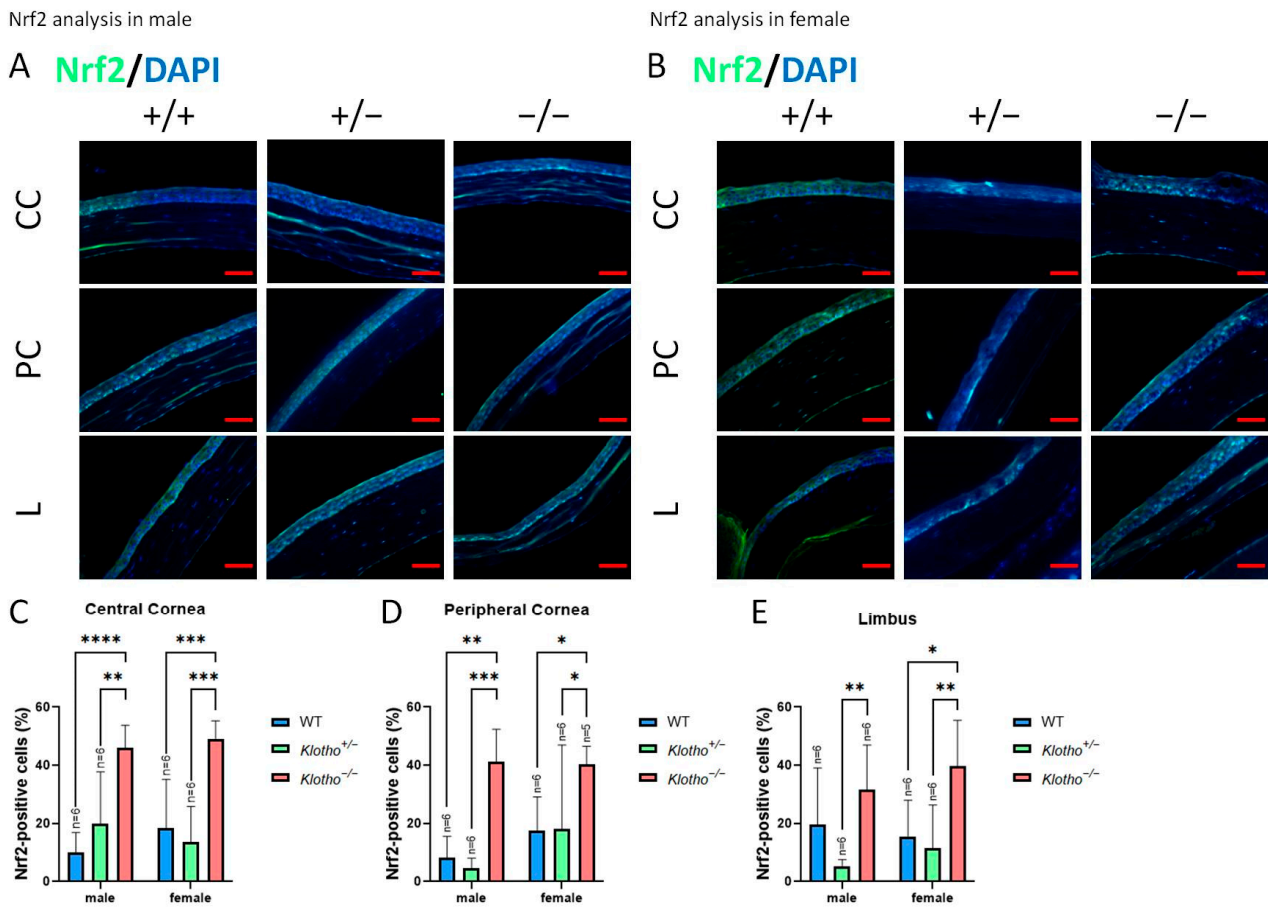 Nrf2 analysis in male
Nrf2 analysis in female
A Nrf2/DAPI
B Nrf2/DAPI
+/+ +/− −/−
+/+ +/− −/−
CC
PC
L
CC
PC
L
C Central Cornea
**** ***
** ***
Nrf2-positive cells (%)
60
40
20
0
n=6 n=6 n=6 n=6 n=6 n=6
male female
WT
Klotho+/−
Klotho−/−
D Peripheral Cornea
** *
*** *
Nrf2-positive cells (%)
60
40
20
0
n=6 n=6 n=6 n=6 n=6 n=5
male female
WT
Klotho+/−
Klotho−/−
E Limbus
*
** **
Nrf2-positive cells (%)
60
40
20
0
n=6 n=6 n=6 n=6 n=6 n=6
male female
WT
Klotho+/−
Klotho−/−